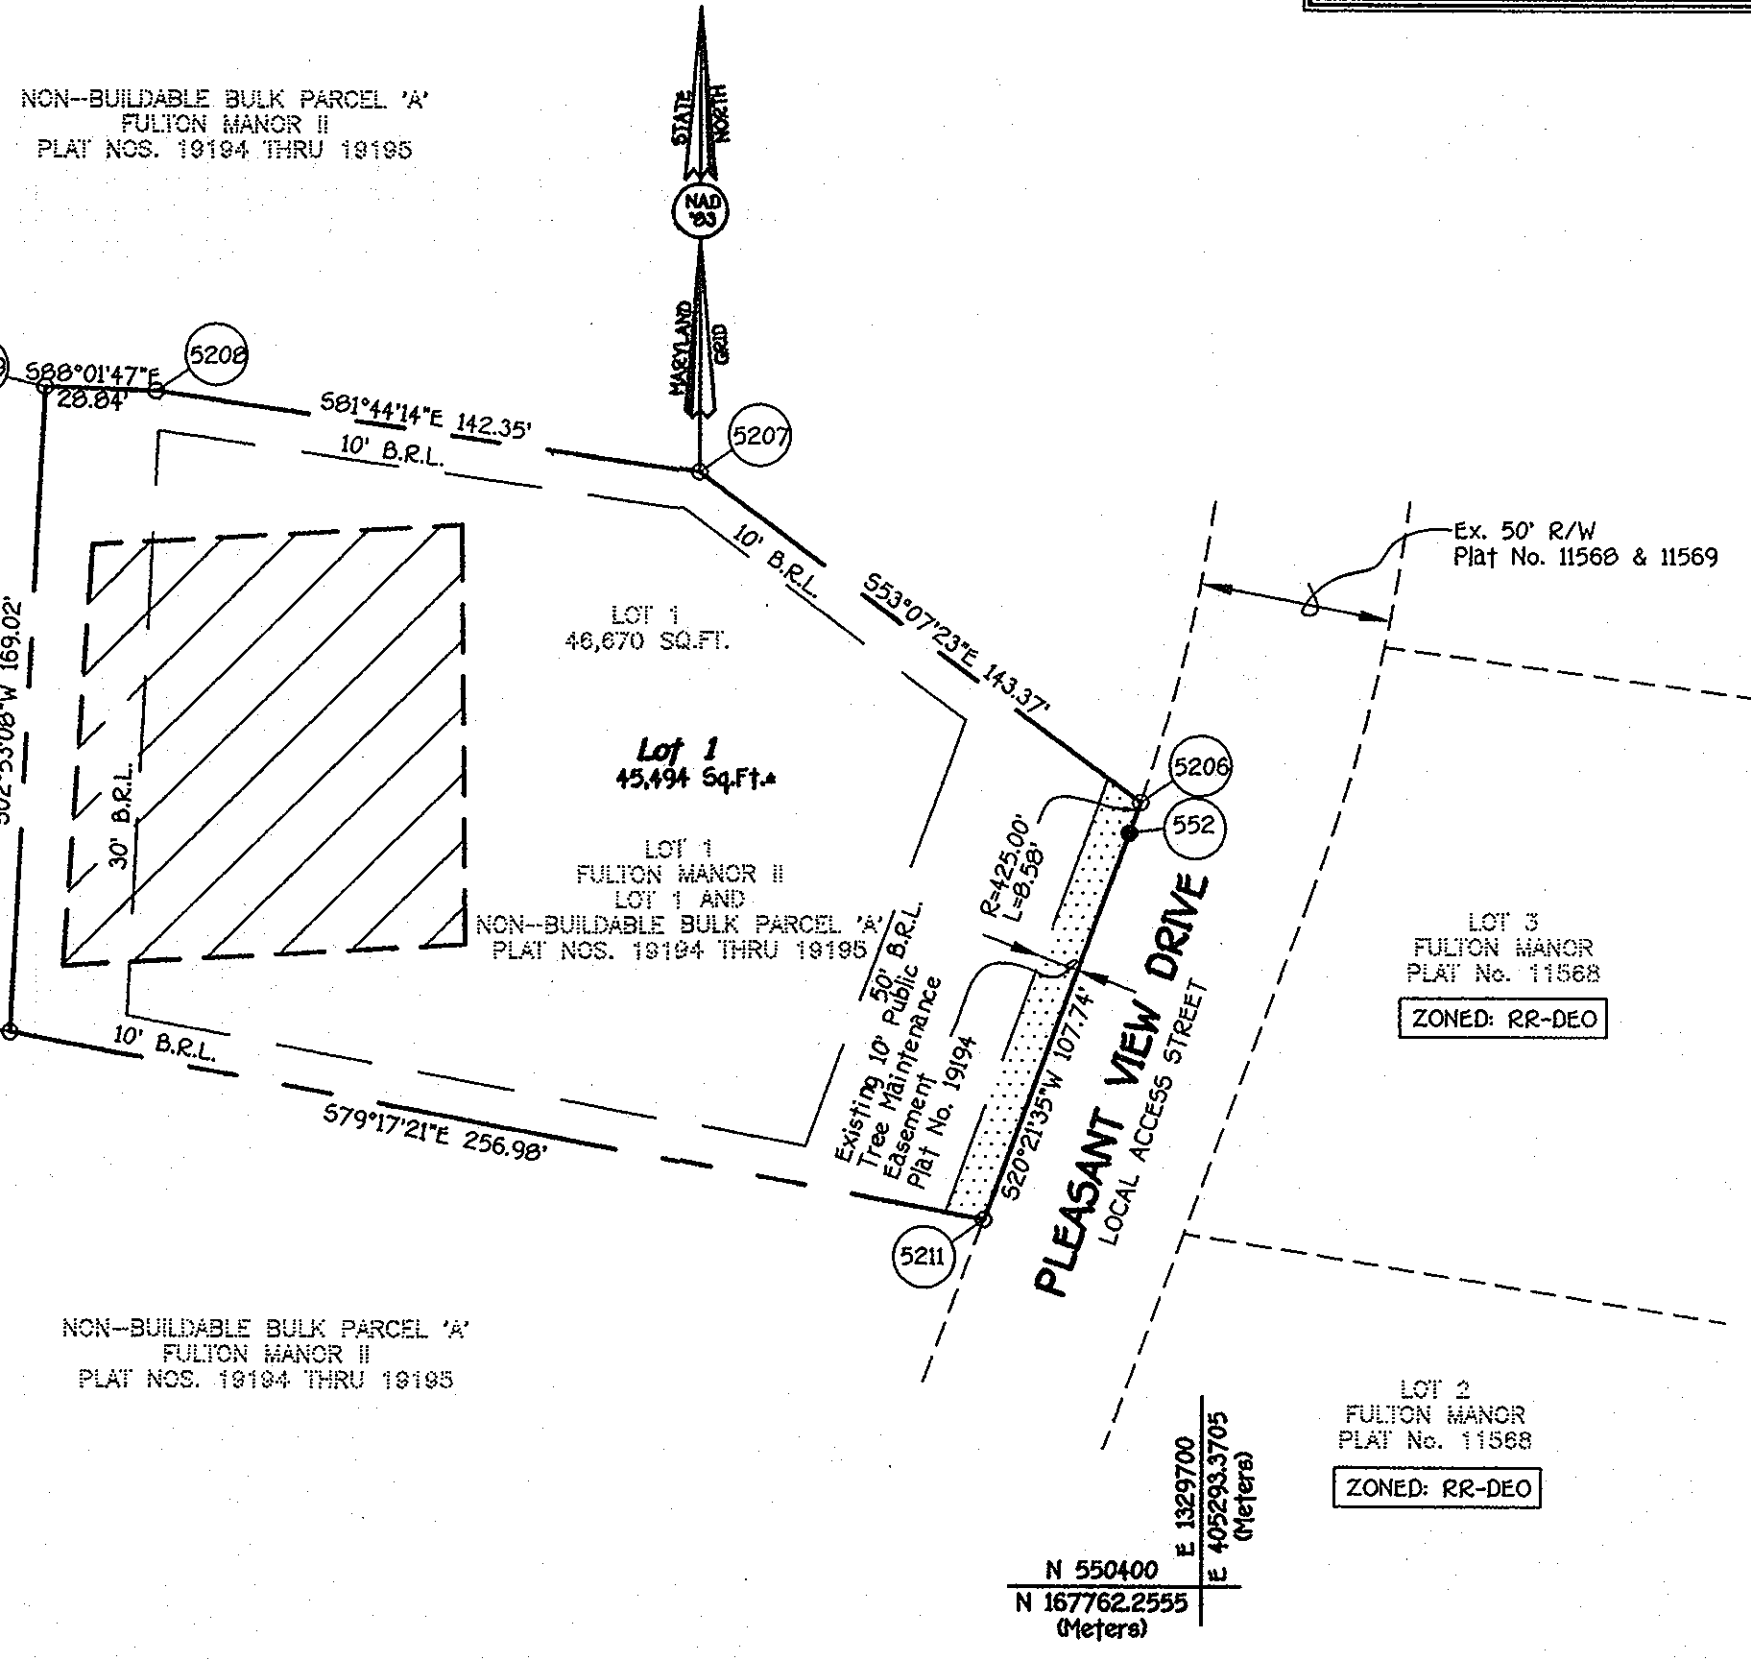 NON-BUILDABLE BULK PARCEL 'A'
FULTON MANOR II
PLAT NOS. 19194 THRU 19195
STATE
NORTH
NAD
'83
MARYLAND
GRID
S88°01'47"E
28.84'
5208
S81°44'14"E 142.35'
10' B.R.L.
5207
10' B.R.L.
S53°07'23"E 143.37'
Ex. 50' R/W
Plat No. 11568 & 11569
LOT 1
46,670 SQ.FT.
Lot 1
45,494 Sq.Ft.*
S02°53'08"W 169.02'
30' B.R.L.
5206
552
R=425.00'
L=8.58'
LOT 1
FULTON MANOR II
LOT 1 AND
NON-BUILDABLE BULK PARCEL 'A'
PLAT NOS. 19194 THRU 19195
50' B.R.L.
Existing 10' Public
Tree Maintenance
Easement
Plat No. 19194
S20°21'35"W 107.74'
PLEASANT VIEW DRIVE
LOCAL ACCESS STREET
LOT 3
FULTON MANOR
PLAT No. 11568
ZONED: RR-DEO
10' B.R.L.
S79°17'21"E 256.98'
5211
NON-BUILDABLE BULK PARCEL 'A'
FULTON MANOR II
PLAT NOS. 19194 THRU 19195
LOT 2
FULTON MANOR
PLAT No. 11568
ZONED: RR-DEO
E 1329700
E 405293.3705
(Meters)
N 550400
N 167762.2555
(Meters)